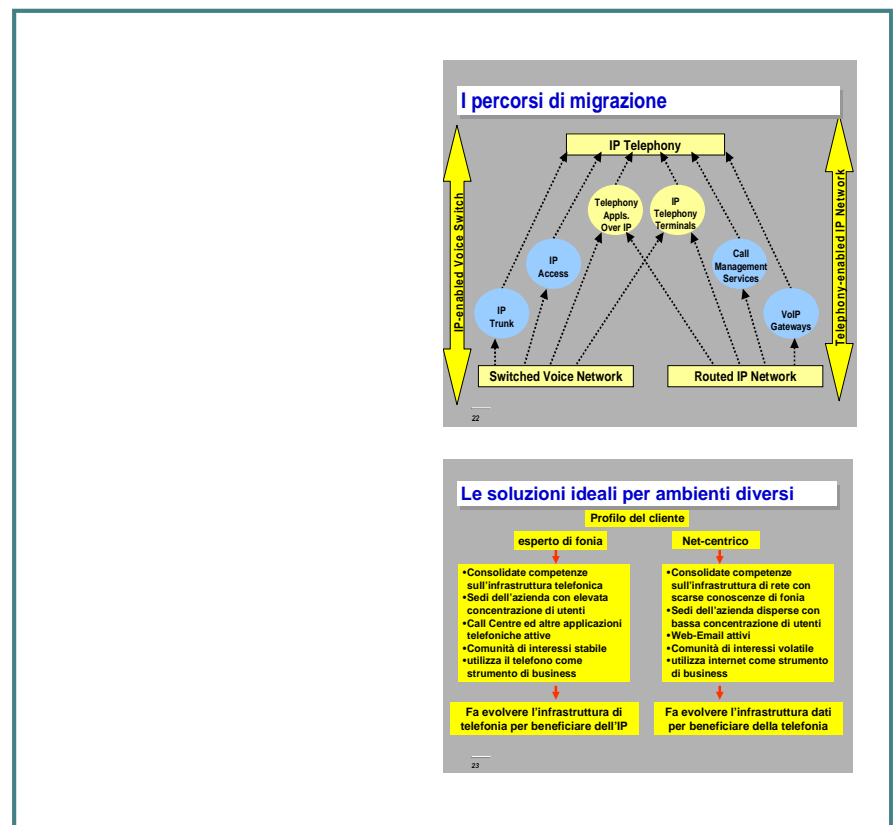 I percorsi di migrazione
IP Telephony
IP-enabled Voice Switch
Telephony-enabled IP Network
Telephony
Appls.
Over IP
IP
Telephony
Terminals
IP
Access
Call
Management
Services
IP
Trunk
VoIP
Gateways
Switched Voice Network
Routed IP Network
22
Le soluzioni ideali per ambienti diversi
Profilo del cliente
esperto di fonia
•Consolidate competenze
sull'infrastruttura telefonica
•Sedi dell'azienda con elevata
concentrazione di utenti
•Call Centre ed altre applicazioni
telefoniche attive
•Comunità di interessi stabile
•utilizza il telefono come
strumento di business
Fa evolvere l'infrastruttura di
telefonia per beneficiare dell'IP
Net-centrico
•Consolidate competenze
sull'infrastruttura di rete con
scarse conoscenze di fonia
•Sedi dell'azienda disperse con
bassa concentrazione di utenti
•Web-Email attivi
•Comunità di interessi volatile
•utilizza internet come strumento
di business
Fa evolvere l'infrastruttura dati
per beneficiare della telefonia
23